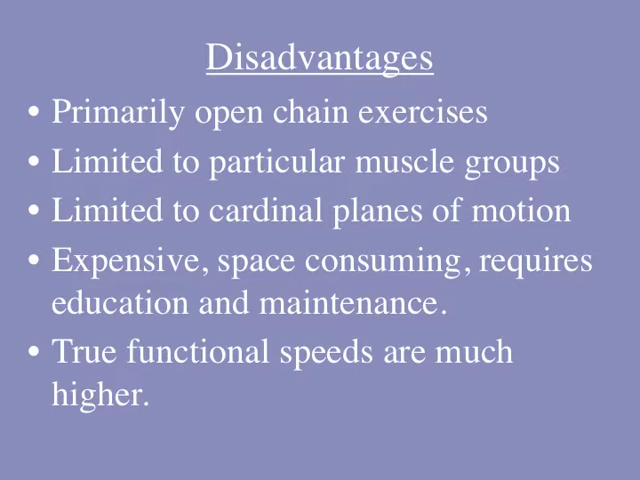 Disadvantages
• Primarily open chain exercises
• Limited to particular muscle groups
• Limited to cardinal planes of motion
• Expensive, space consuming, requires
education and maintenance.
• True functional speeds are much
higher.